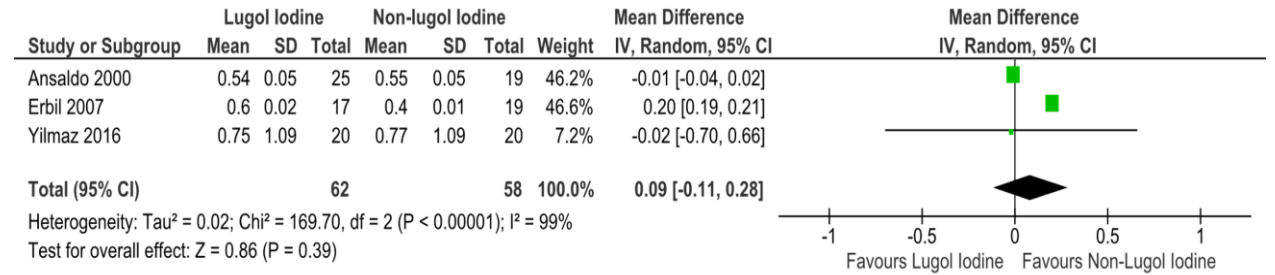 Lugol Iodine Non-lugol Iodine Mean Difference Mean Difference
Study or Subgroup Mean SD Total Mean SD Total Weight IV, Random, 95% CI IV, Random, 95% CI
Ansaldo 2000 0.54 0.05 25 0.55 0.05 19 46.2% -0.01 [-0.04, 0.02]
Erbil 2007 0.6 0.02 17 0.4 0.01 19 46.6% 0.20 [0.19, 0.21]
Yilmaz 2016 0.75 1.09 20 0.77 1.09 20 7.2% -0.02 [-0.70, 0.66]
Total (95% CI) 62 58 100.0% 0.09 [-0.11, 0.28]
Heterogeneity: Tau² = 0.02; Chi² = 169.70, df = 2 (P < 0.00001); I² = 99%
Test for overall effect: Z = 0.86 (P = 0.39)
-1 -0.5 0 0.5 1
Favours Lugol Iodine Favours Non-Lugol Iodine